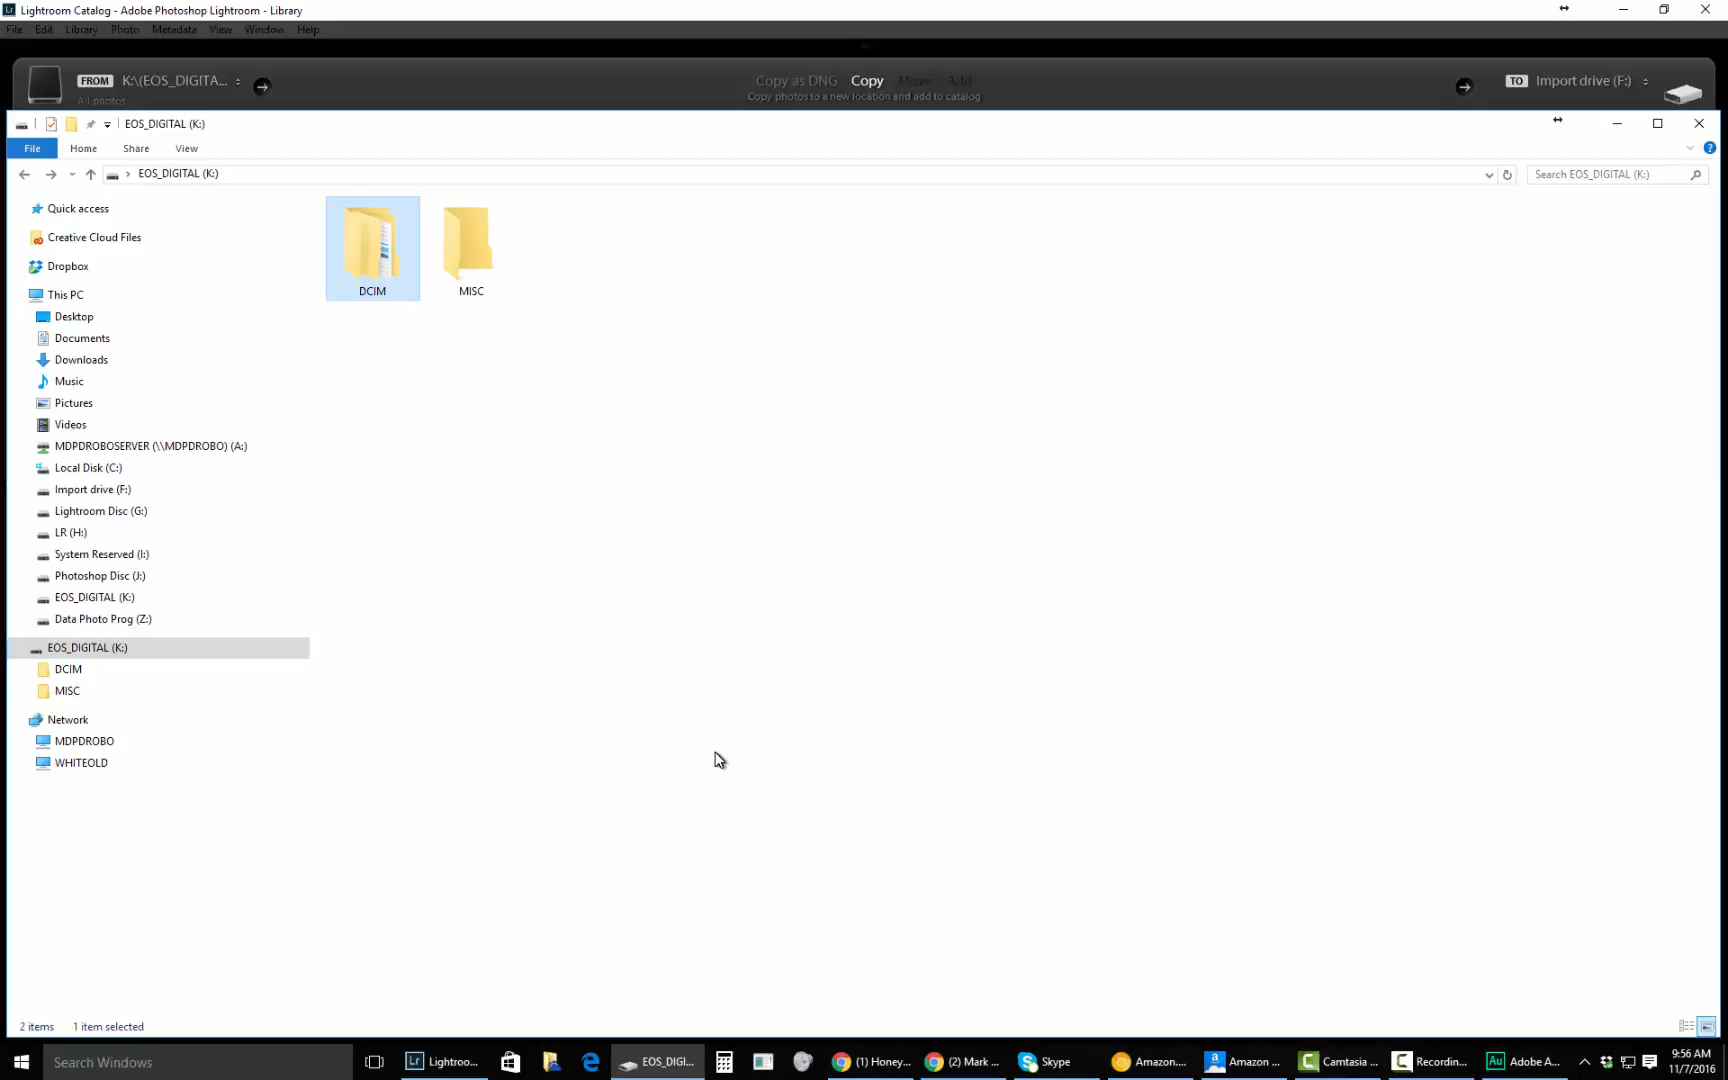 Lightroom Catalog - Adobe Photoshop Lightroom - Library
File Edit Library Photo Metadata View Window Help
FROM K:\(EOS_DIGITA...
All photos
Copy as DNG Copy Move Add
Copy photos to a new location and add to catalog
TO Import drive (F:)
EOS_DIGITAL (K:)
File Home Share View
EOS_DIGITAL (K:)
Search EOS_DIGITAL (K:)
Quick access
Creative Cloud Files
Dropbox
This PC
Desktop
Documents
Downloads
Music
Pictures
Videos
MDPDROBOSERVER (\\MDPDROBO) (A:)
Local Disk (C:)
Import drive (F:)
Lightroom Disc (G:)
LR (H:)
System Reserved (I:)
Photoshop Disc (J:)
EOS_DIGITAL (K:)
Data Photo Prog (Z:)
EOS_DIGITAL (K:)
DCIM
MISC
Network
MDPDROBO
WHITEOLD
DCIM
MISC
2 items 1 item selected
Search Windows
Lightroo...
EOS_DIGI...
(1) Honey...
(2) Mark ...
Skype
Amazon...
Amazon ...
Camtasia ...
Recordin...
Adobe A...
9:56 AM
11/7/2016